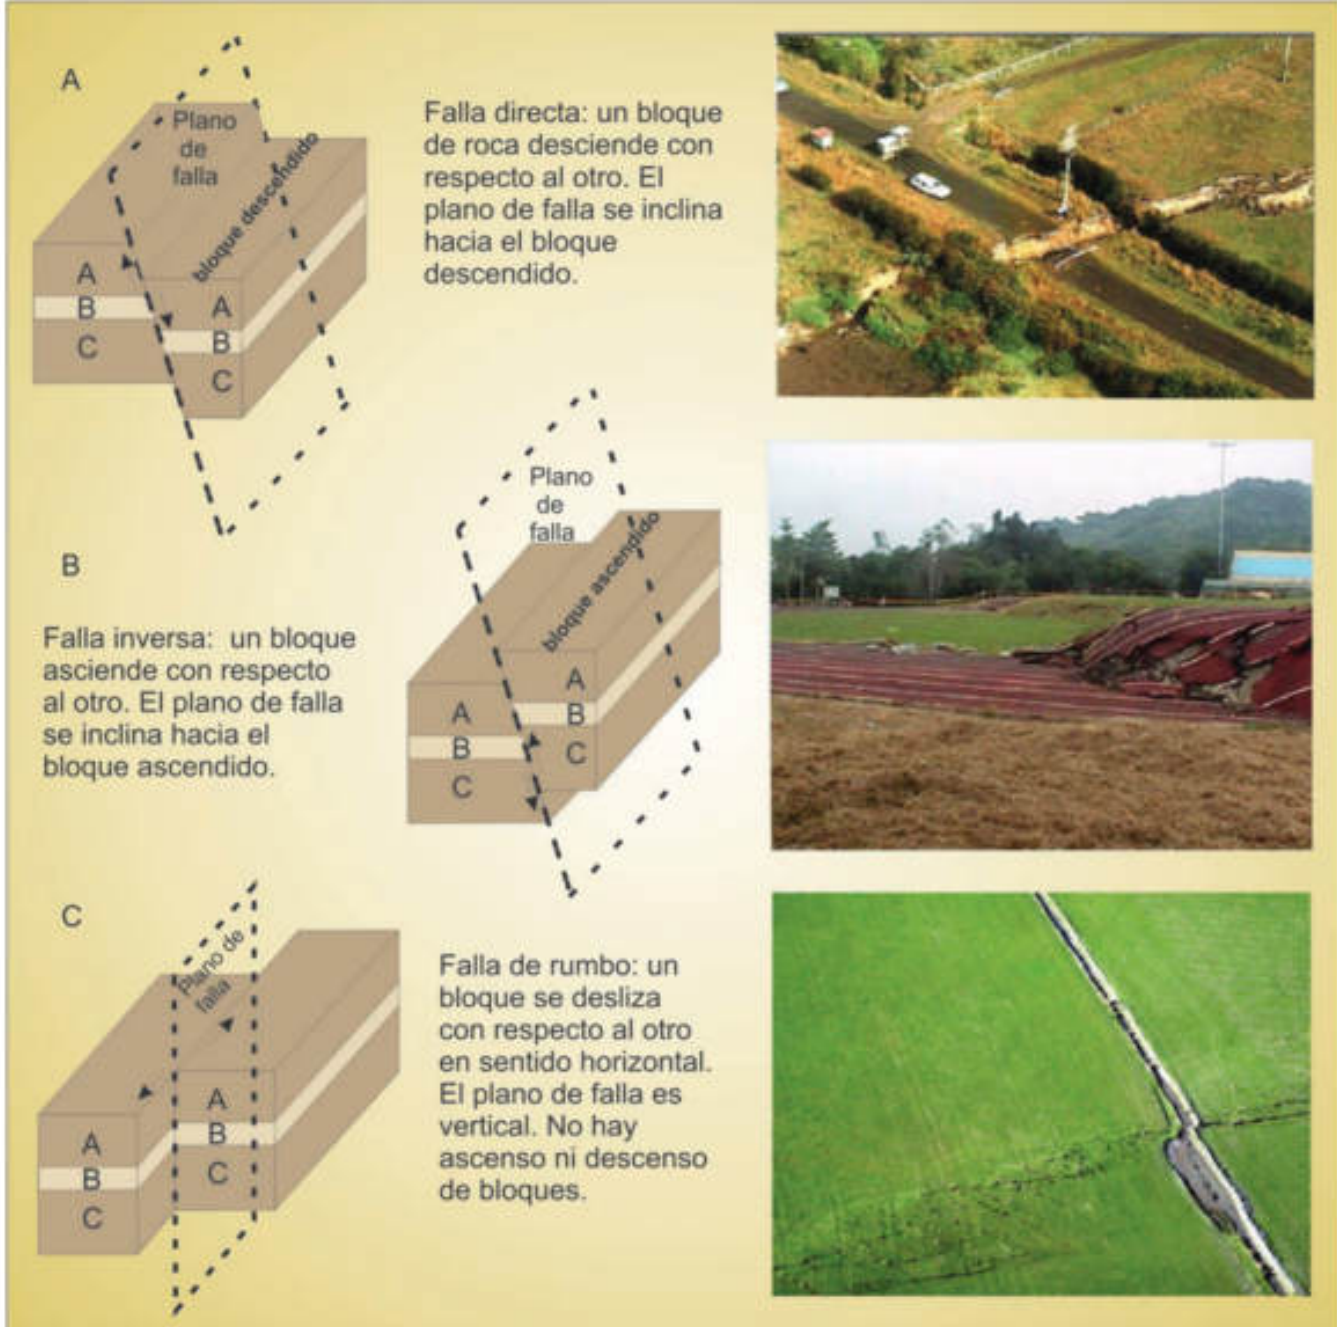 A
Plano
de
falla
bloque descendido
A
B
C
A
B
C
Falla directa: un bloque
de roca desciende con
respecto al otro. El
plano de falla se inclina
hacia el bloque
descendido.
B
Falla inversa: un bloque
asciende con respecto
al otro. El plano de falla
se inclina hacia el
bloque ascendido.
Plano
de
falla
bloque ascendido
A
B
C
A
B
C
C
Plano de
falla
A
B
C
A
B
C
Falla de rumbo: un
bloque se desliza
con respecto al otro
en sentido horizontal.
El plano de falla es
vertical. No hay
ascenso ni descenso
de bloques.